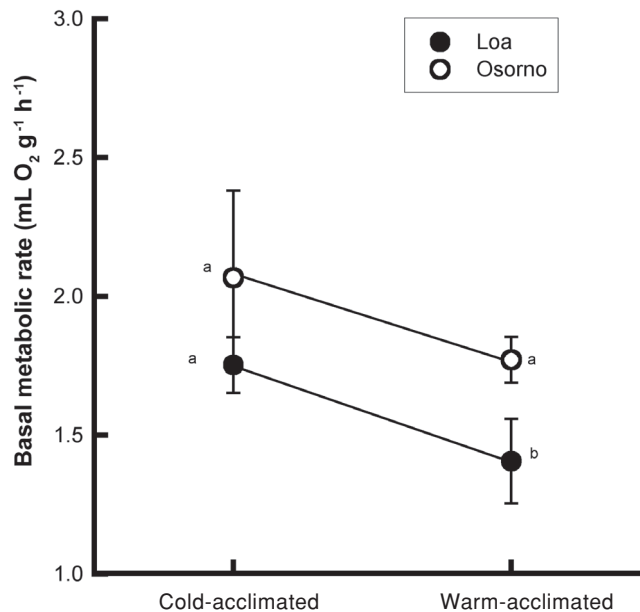 3.0
Loa
Osorno
2.5
Basal metabolic rate (mL O₂ g⁻¹ h⁻¹)
a
2.0
a
a
1.5
b
1.0
Cold-acclimated Warm-acclimated